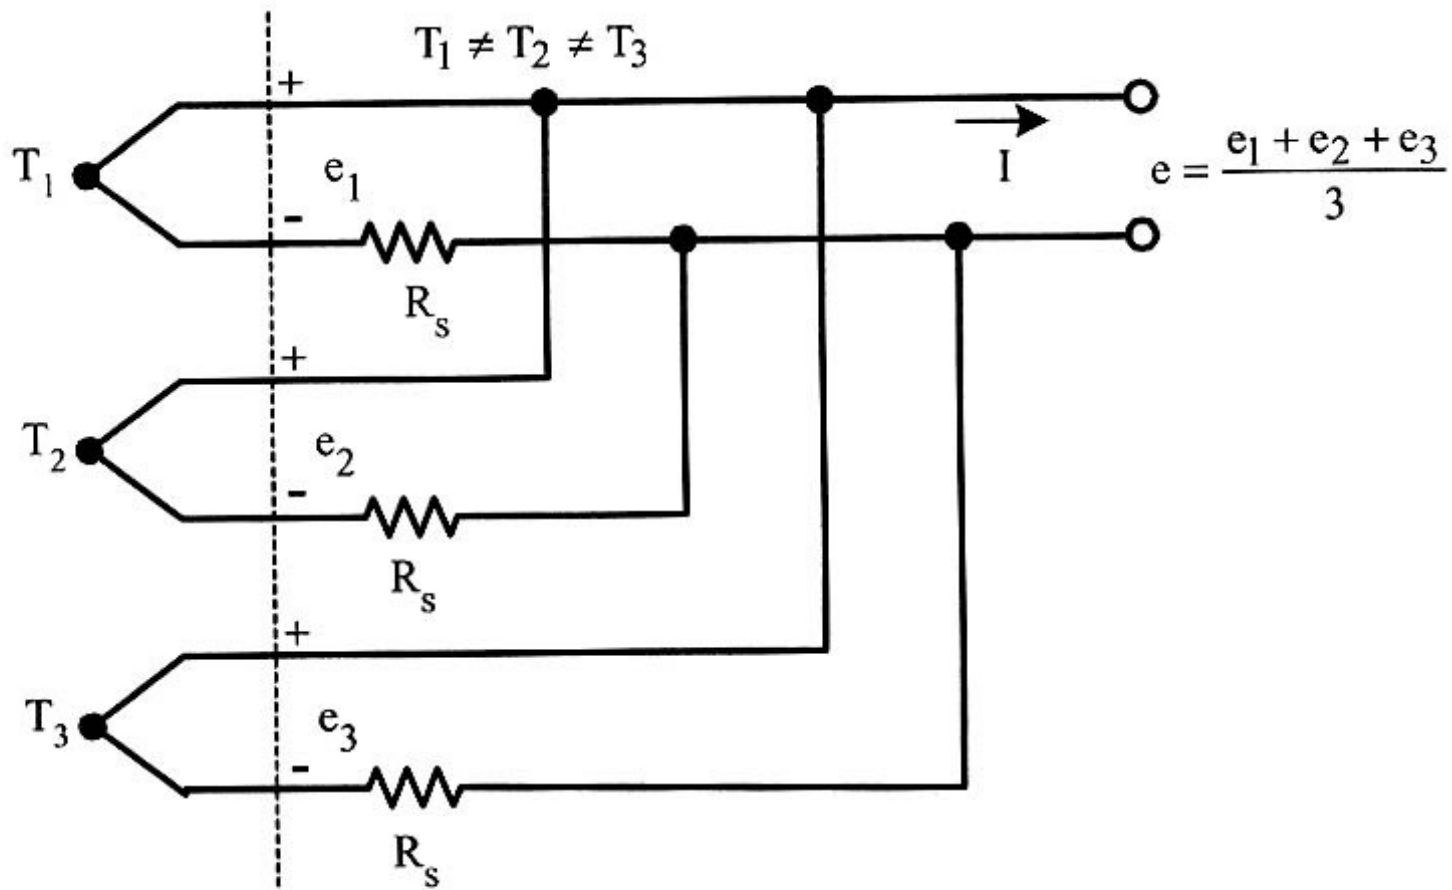 T₁ ≠ T₂ ≠ T₃
+
T₁
e₁
-
I
e = (e₁ + e₂ + e₃) / 3
Rₛ
+
T₂
e₂
-
Rₛ
+
T₃
e₃
-
Rₛ